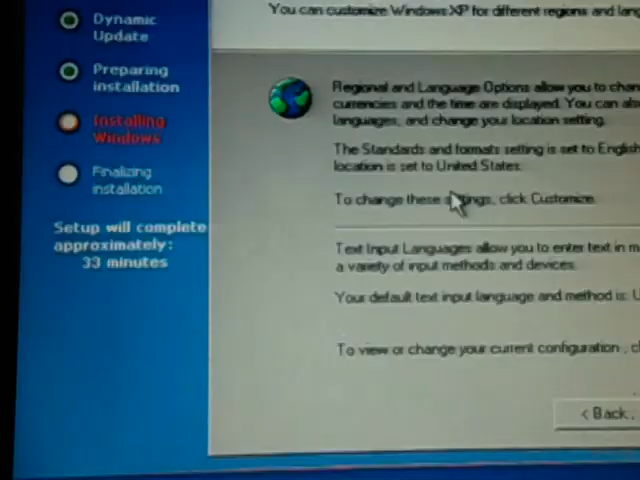 Dynamic
Update
Preparing
installation
Installing
Windows
Finalizing
installation
Setup will complete
approximately:
33 minutes
You can customize Windows XP for different regions and
Regional and Language Options allow you to
currencies and the time are displayed. You can
languages, and change your location setting.
The Standards and formats setting is set to English
location is set to United States.
To change these settings, click Customize.
Text Input Languages allow you to enter text in
a variety of input methods and devices.
Your default text input language and method is:
To view or change your current configuration,
< Back